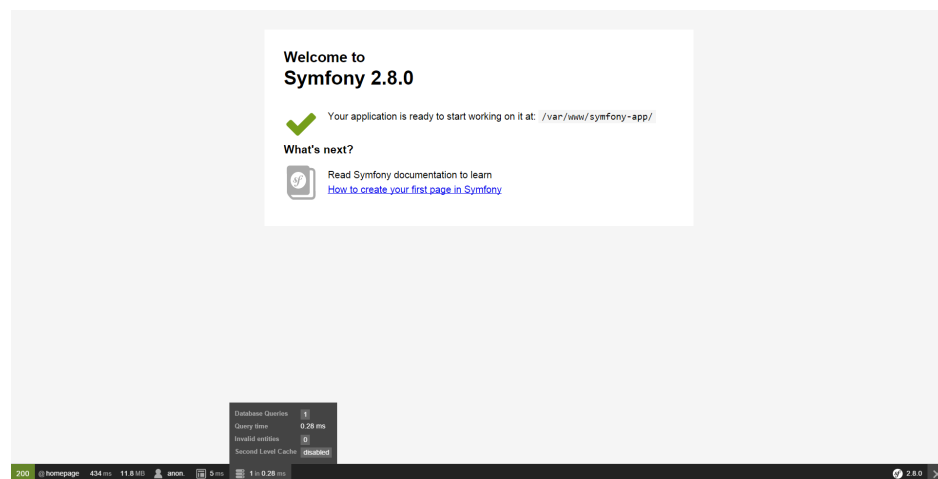 Welcome to
Symfony 2.8.0
Your application is ready to start working on it at: /var/www/symfony-app/
What's next?
sf
Read Symfony documentation to learn
How to create your first page in Symfony
Database Queries 1
Query time 0.28 ms
Invalid entities 0
Second Level Cache disabled
200 @ homepage 434 ms 11.8 MB anon. 5 ms 1 in 0.28 ms sf 2.8.0